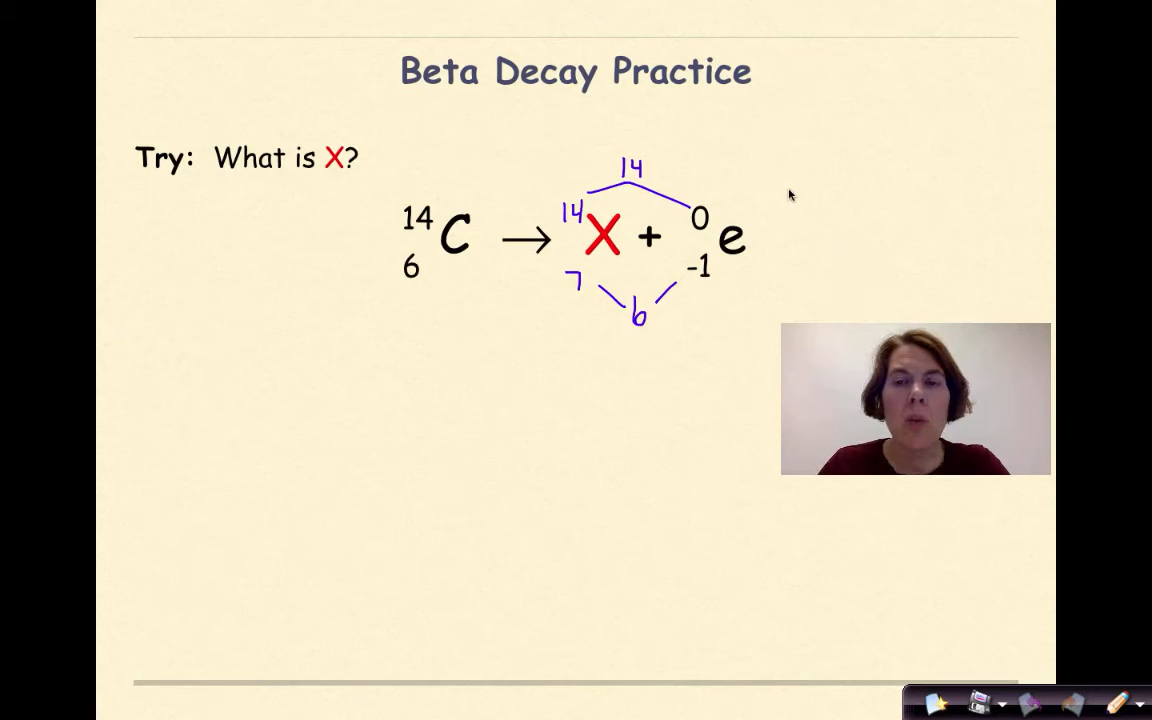 Beta Decay Practice
Try: What is X?
14
14 14 0
C → X + e
6 7 -1
6